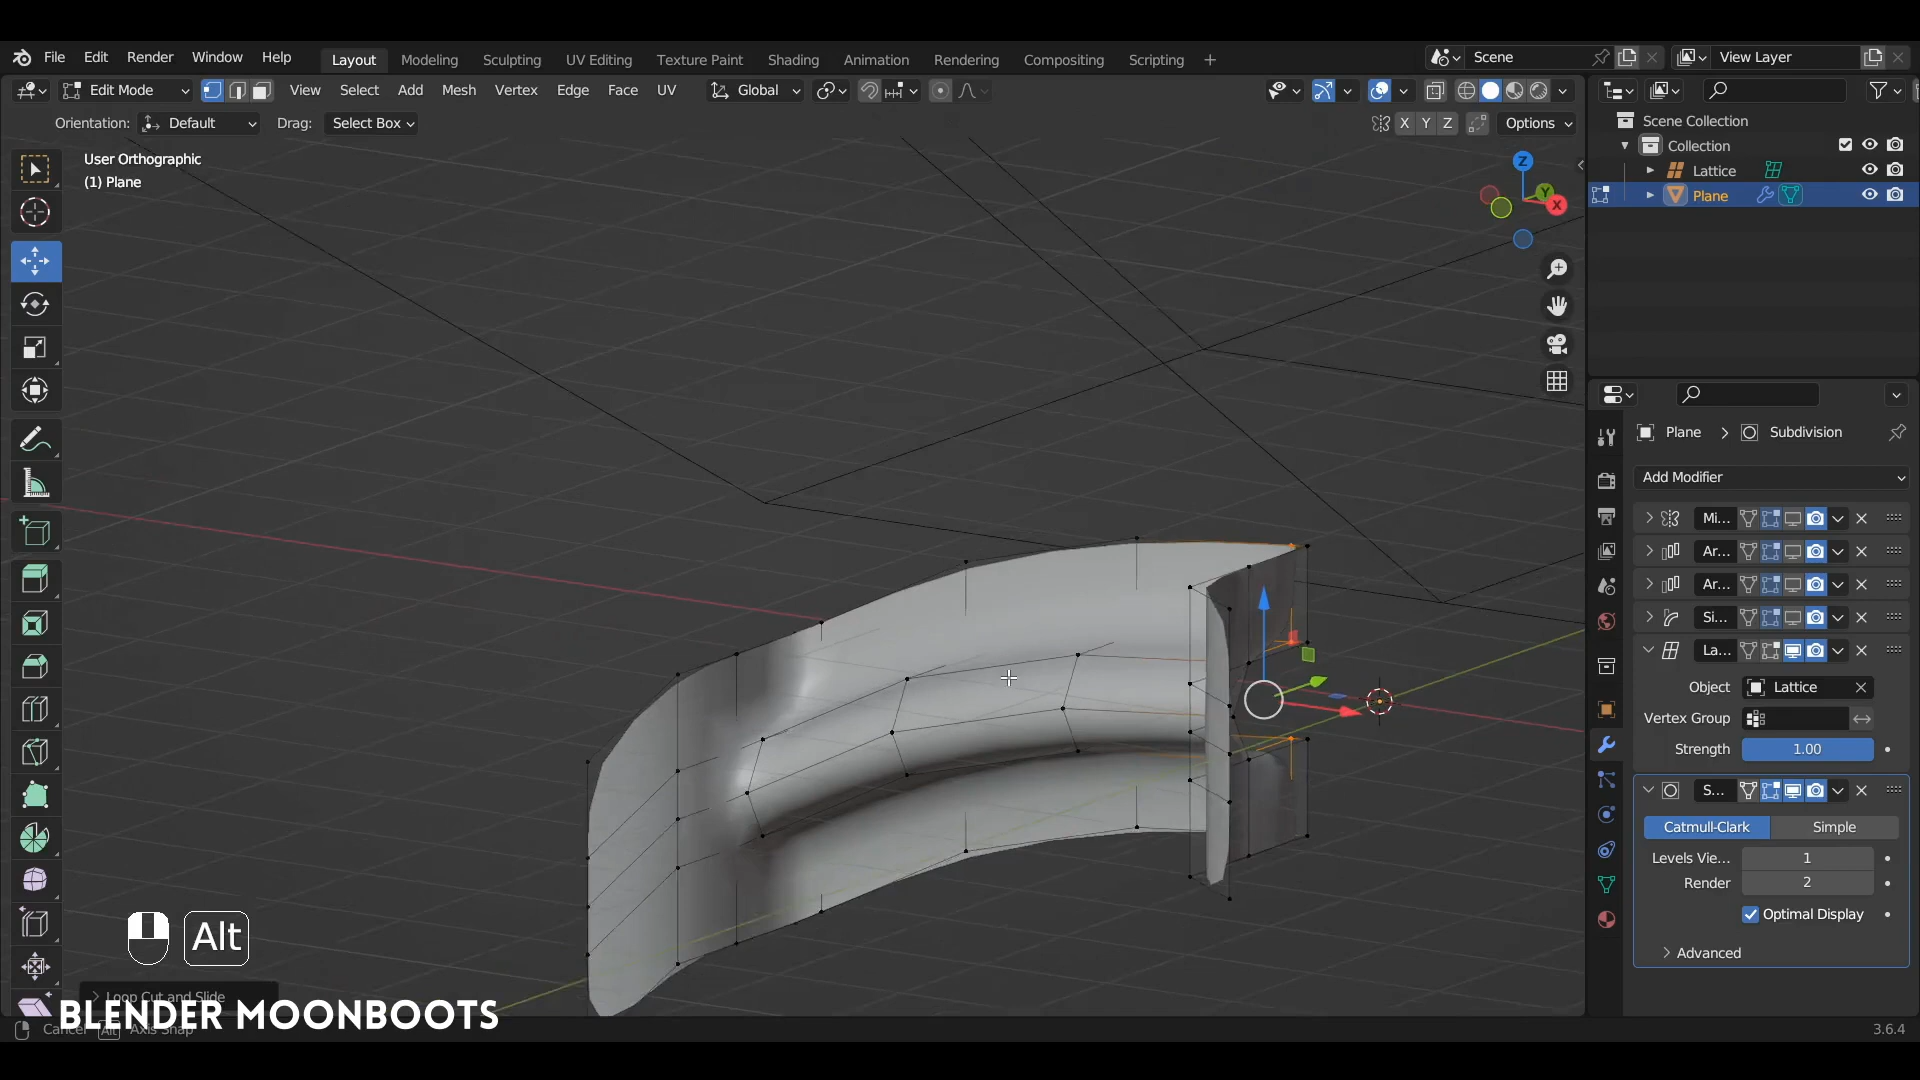 File Edit Render Window Help Layout Modeling Sculpting UV Editing Texture Paint Shading Animation Rendering Compositing Scripting + Scene View Layer
Edit Mode View Select Add Mesh Vertex Edge Face UV Global
Orientation: Default Drag: Select Box X Y Z Options
User Orthographic
(1) Plane
Z
Y
X
Scene Collection
Collection
Lattice
Plane
Plane > Subdivision
Add Modifier
Mi...
Ar...
Ar...
Si...
La...
Object Lattice
Vertex Group
Strength 1.00
S...
Catmull-Clark Simple
Levels Vie... 1
Render 2
Optimal Display
Advanced
Alt
Loop Cut and Slide
BLENDER MOONBOOTS
Cancel Alt Axis Snap
3.6.4